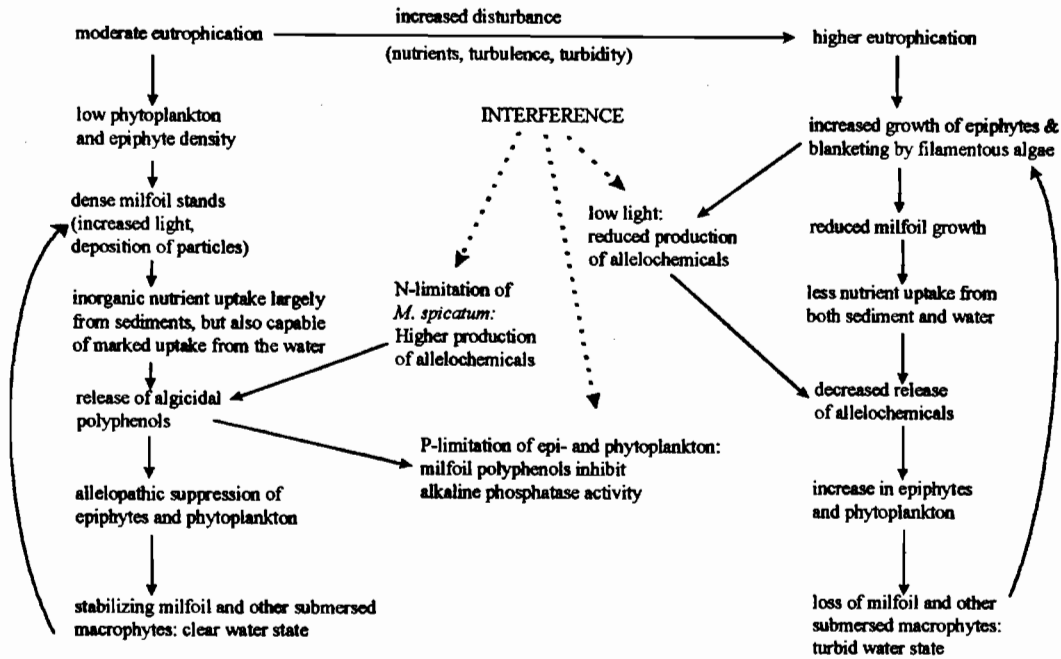 increased disturbance
moderate eutrophication
higher eutrophication
(nutrients, turbulence, turbidity)
low phytoplankton
and epiphyte density
INTERFERENCE
increased growth of epiphytes &
blanketing by filamentous algae
dense milfoil stands
(increased light,
deposition of particles)
low light:
reduced production
of allelochemicals
reduced milfoil growth
inorganic nutrient uptake largely
from sediments, but also capable
of marked uptake from the water
N-limitation of
M. spicatum:
Higher production
of allelochemicals
less nutrient uptake from
both sediment and water
release of algicidal
polyphenols
decreased release
of allelochemicals
P-limitation of epi- and phytoplankton:
milfoil polyphenols inhibit
alkaline phosphatase activity
allelopathic suppression of
epiphytes and phytoplankton
increase in epiphytes
and phytoplankton
stabilizing milfoil and other submersed
macrophytes: clear water state
loss of milfoil and other
submersed macrophytes:
turbid water state